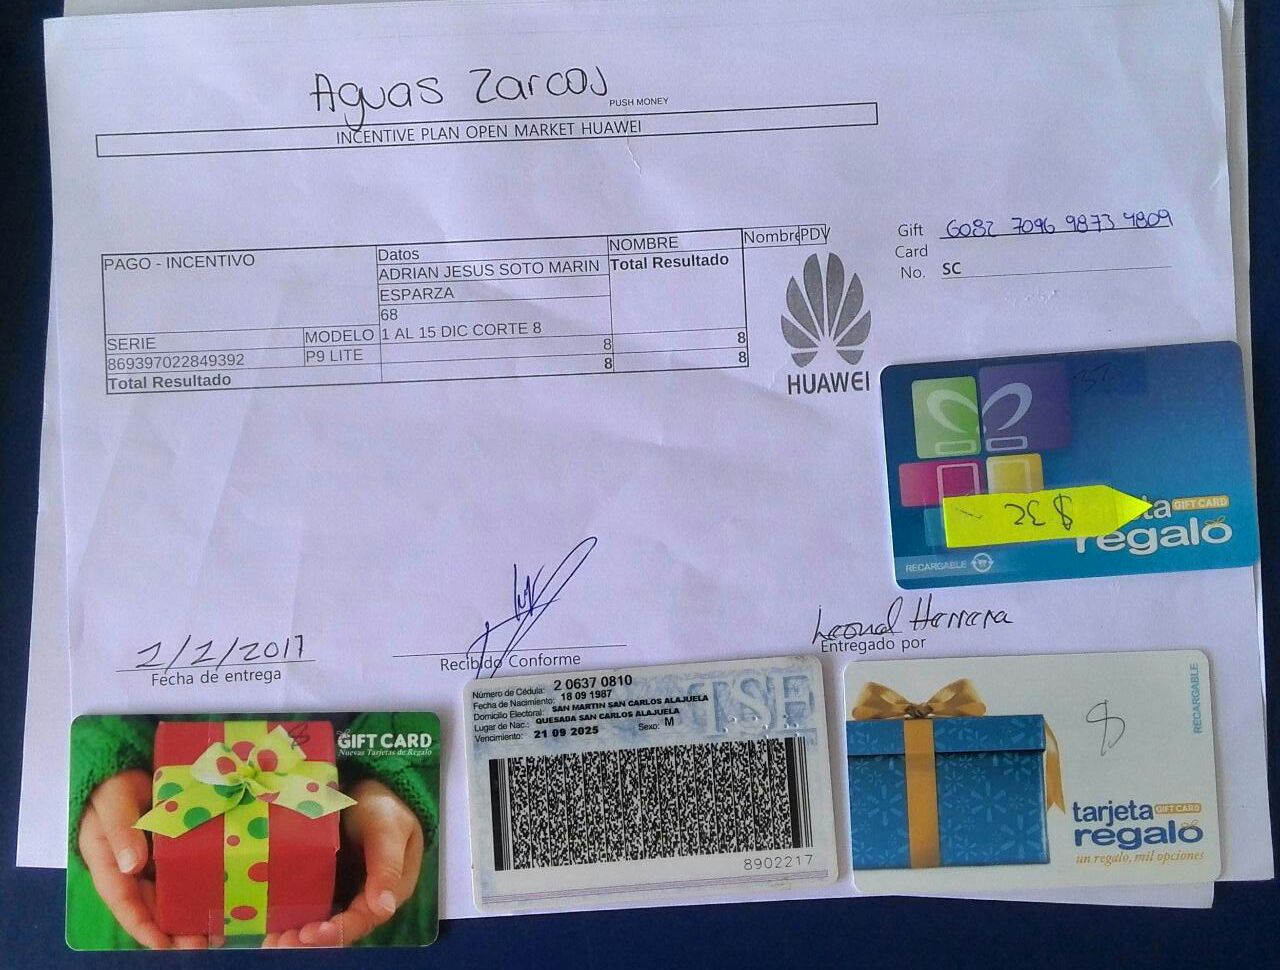 Aguas Zarcas
PUSH MONEY
INCENTIVE PLAN OPEN MARKET HUAWEI
PAGO - INCENTIVO
Datos
NOMBRE
Nombre PDV
ADRIAN JESUS SOTO MARIN
Total Resultado
ESPARZA
68
SERIE
MODELO
1 AL 15 DIC CORTE 8
869397022849392
P9 LITE
8
8
Total Resultado
8
8
HUAWEI
Gift Card No.
6082 7096 9873 4809
SC
32
$32
tarjeta GIFT CARD
regalo
RECARGABLE
2/2/2017
Fecha de entrega
Recibido Conforme
Leonel Herrera
Entregado por
8
GIFT CARD
Nuevas Tarjetas de Regalo
Número de Cédula: 2 0637 0810
Fecha de Nacimiento: 18 09 1987
Domicilio Electoral: SAN MARTIN SAN CARLOS ALAJUELA
Lugar de Nac.: QUESADA SAN CARLOS ALAJUELA
Sexo: M
Vencimiento: 21 09 2025
TSE
8902217
RECARGABLE
8
tarjeta GIFT CARD
regalo
un regalo, mil opciones